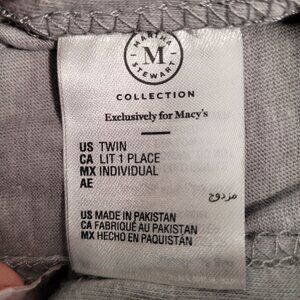 MARTHA
M
STEWART
COLLECTION
Exclusively for Macy's
US TWIN
CA LIT 1 PLACE
MX INDIVIDUAL
AE
مزدوج
US MADE IN PAKISTAN
CA FABRIQUÉ AU PAKISTAN
MX HECHO EN PAQUISTÁN